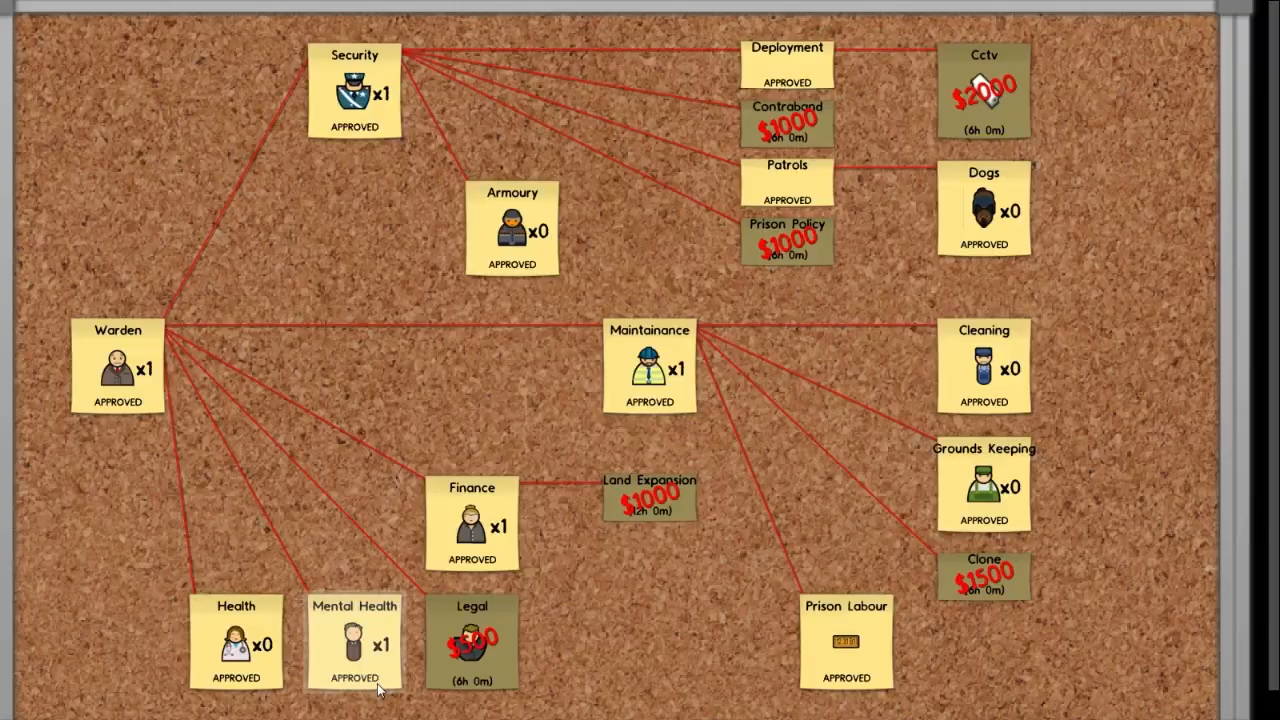 Security
x1
APPROVED
Deployment
APPROVED
Cctv
$2000
(6h 0m)
Contraband
$1000
(6h 0m)
Patrols
APPROVED
Dogs
x0
APPROVED
Armoury
x0
APPROVED
Prison Policy
$1000
(6h 0m)
Warden
x1
APPROVED
Maintainance
x1
APPROVED
Cleaning
x0
APPROVED
Grounds Keeping
x0
APPROVED
Finance
x1
APPROVED
Land Expansion
$1000
(12h 0m)
Clone
$1500
(6h 0m)
Health
x0
APPROVED
Mental Health
x1
APPROVED
Legal
$500
(6h 0m)
Prison Labour
APPROVED